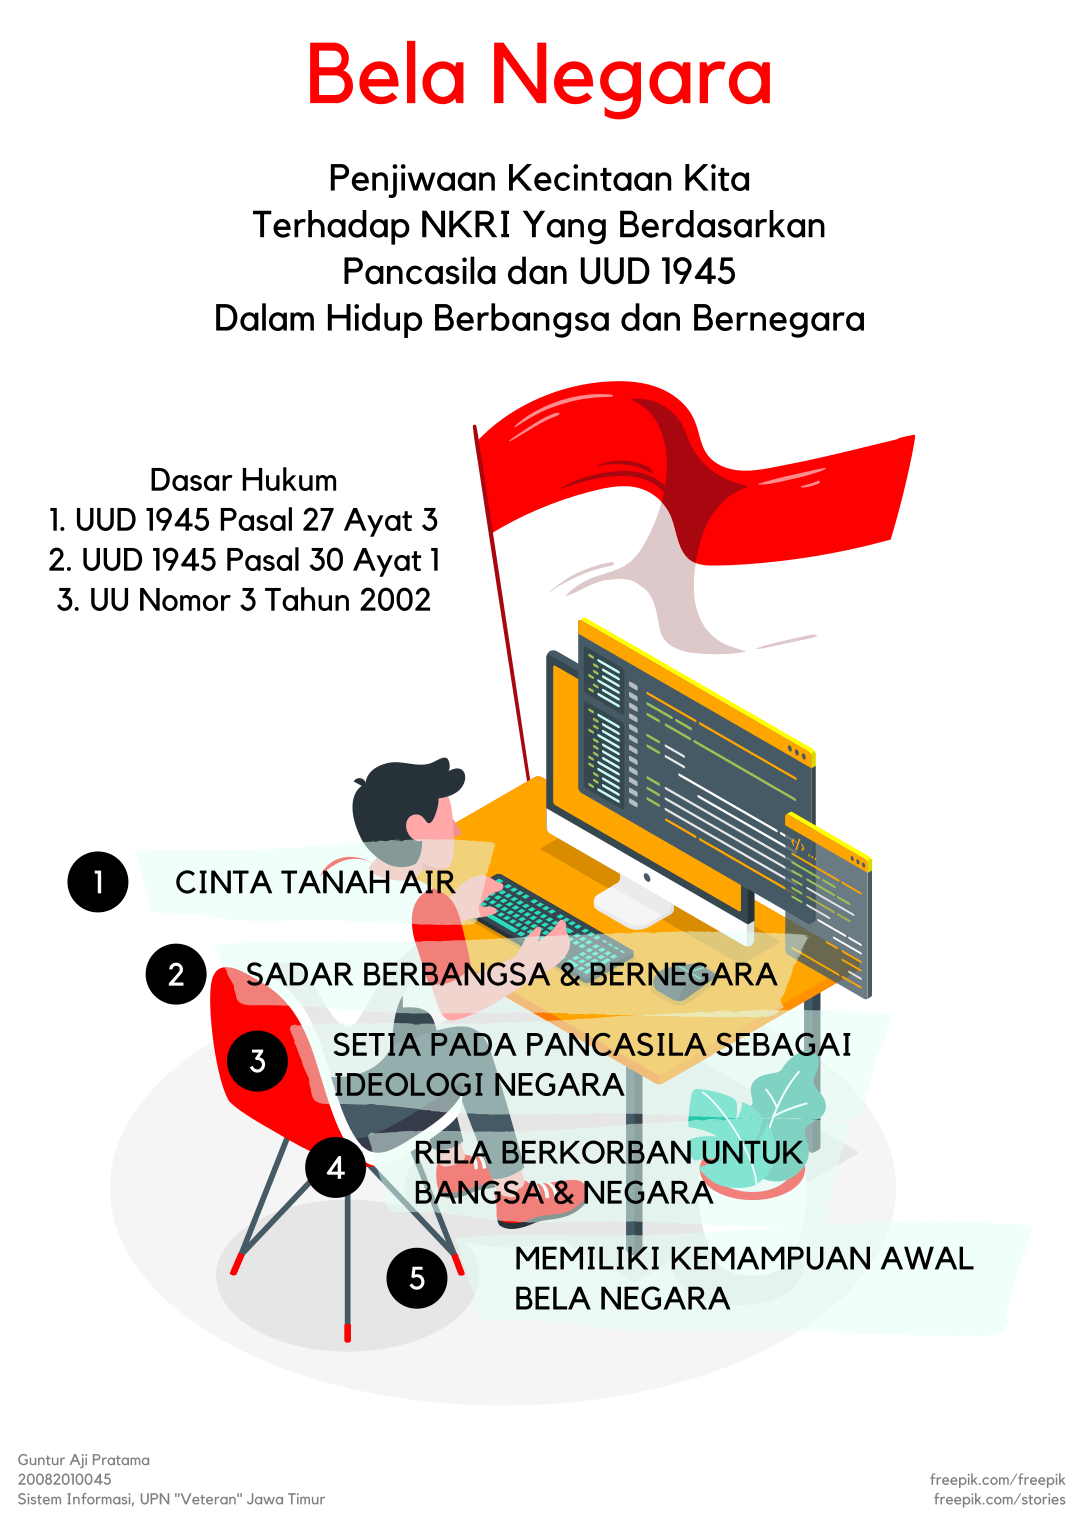 Bela Negara
Penjiwaan Kecintaan Kita
Terhadap NKRI Yang Berdasarkan
Pancasila dan UUD 1945
Dalam Hidup Berbangsa dan Bernegara
Dasar Hukum
1. UUD 1945 Pasal 27 Ayat 3
2. UUD 1945 Pasal 30 Ayat 1
3. UU Nomor 3 Tahun 2002
1 CINTA TANAH AIR
2 SADAR BERBANGSA & BERNEGARA
3 SETIA PADA PANCASILA SEBAGAI
IDEOLOGI NEGARA
4 RELA BERKORBAN UNTUK
BANGSA & NEGARA
5 MEMILIKI KEMAMPUAN AWAL
BELA NEGARA
Guntur Aji Pratama
20082010045
Sistem Informasi, UPN "Veteran" Jawa Timur
freepik.com/freepik
freepik.com/stories